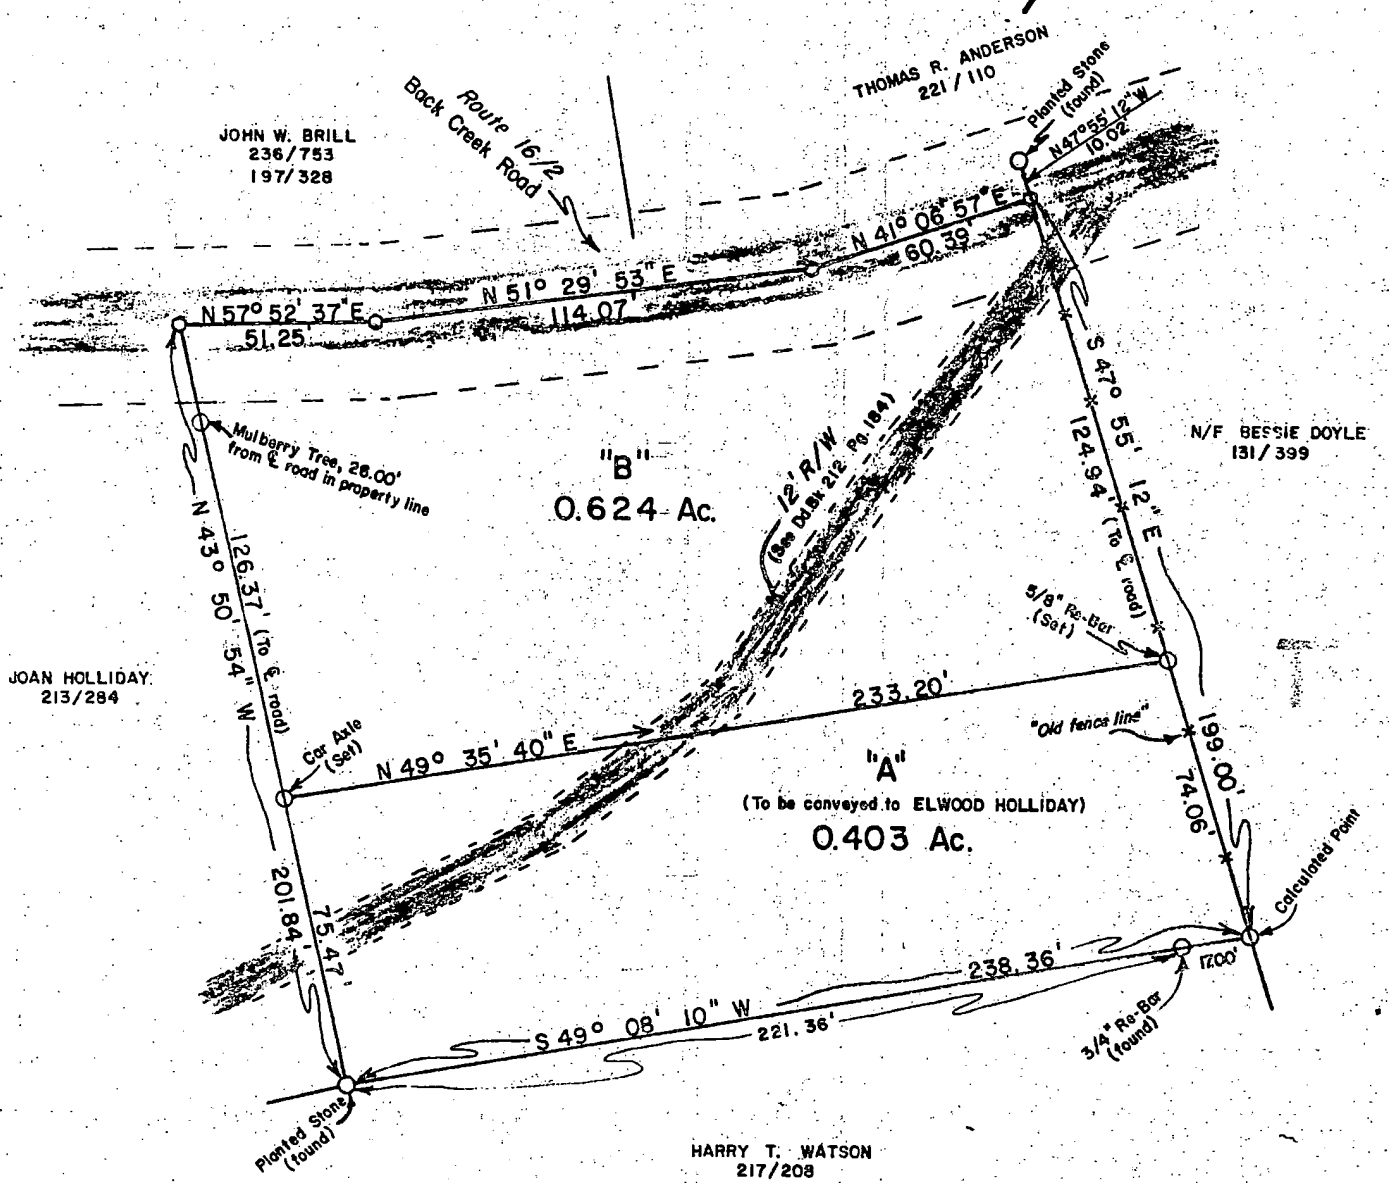 THOMAS R. ANDERSON
221 / 110
Planted Stone
(found)
N47° 55' 12" W
10.02'
Route 16/2
Back Creek Road
JOHN W. BRILL
236/753
197/328
N 41° 06' 57" E
60.39'
N 51° 29' 53" E
114.07'
N 57° 52' 37" E
51.25'
Mulberry Tree, 26.00'
from ℄ road in property line
"B"
0.624 Ac.
12' R/W
(See Dd.Bk 212 Pg. 184)
S 47° 55' 12" E
124.94' (To ℄ road)
N/F BESSIE DOYLE
131/399
N 43° 50' 54" W
126.37' (To ℄ road)
5/8" Re-Bar
(Set)
JOAN HOLLIDAY
213/284
233.20'
Car Axle
(Set)
N 49° 35' 40" E
"Old fence line"
199.00'
74.06'
"A"
(To be conveyed to ELWOOD HOLLIDAY)
0.403 Ac.
Calculated Point
201.84'
75.47'
238.36'
17.00'
S 49° 08' 10" W
221.36'
3/4" Re-Bar
(found)
Planted Stone
(found)
HARRY T. WATSON
217/208